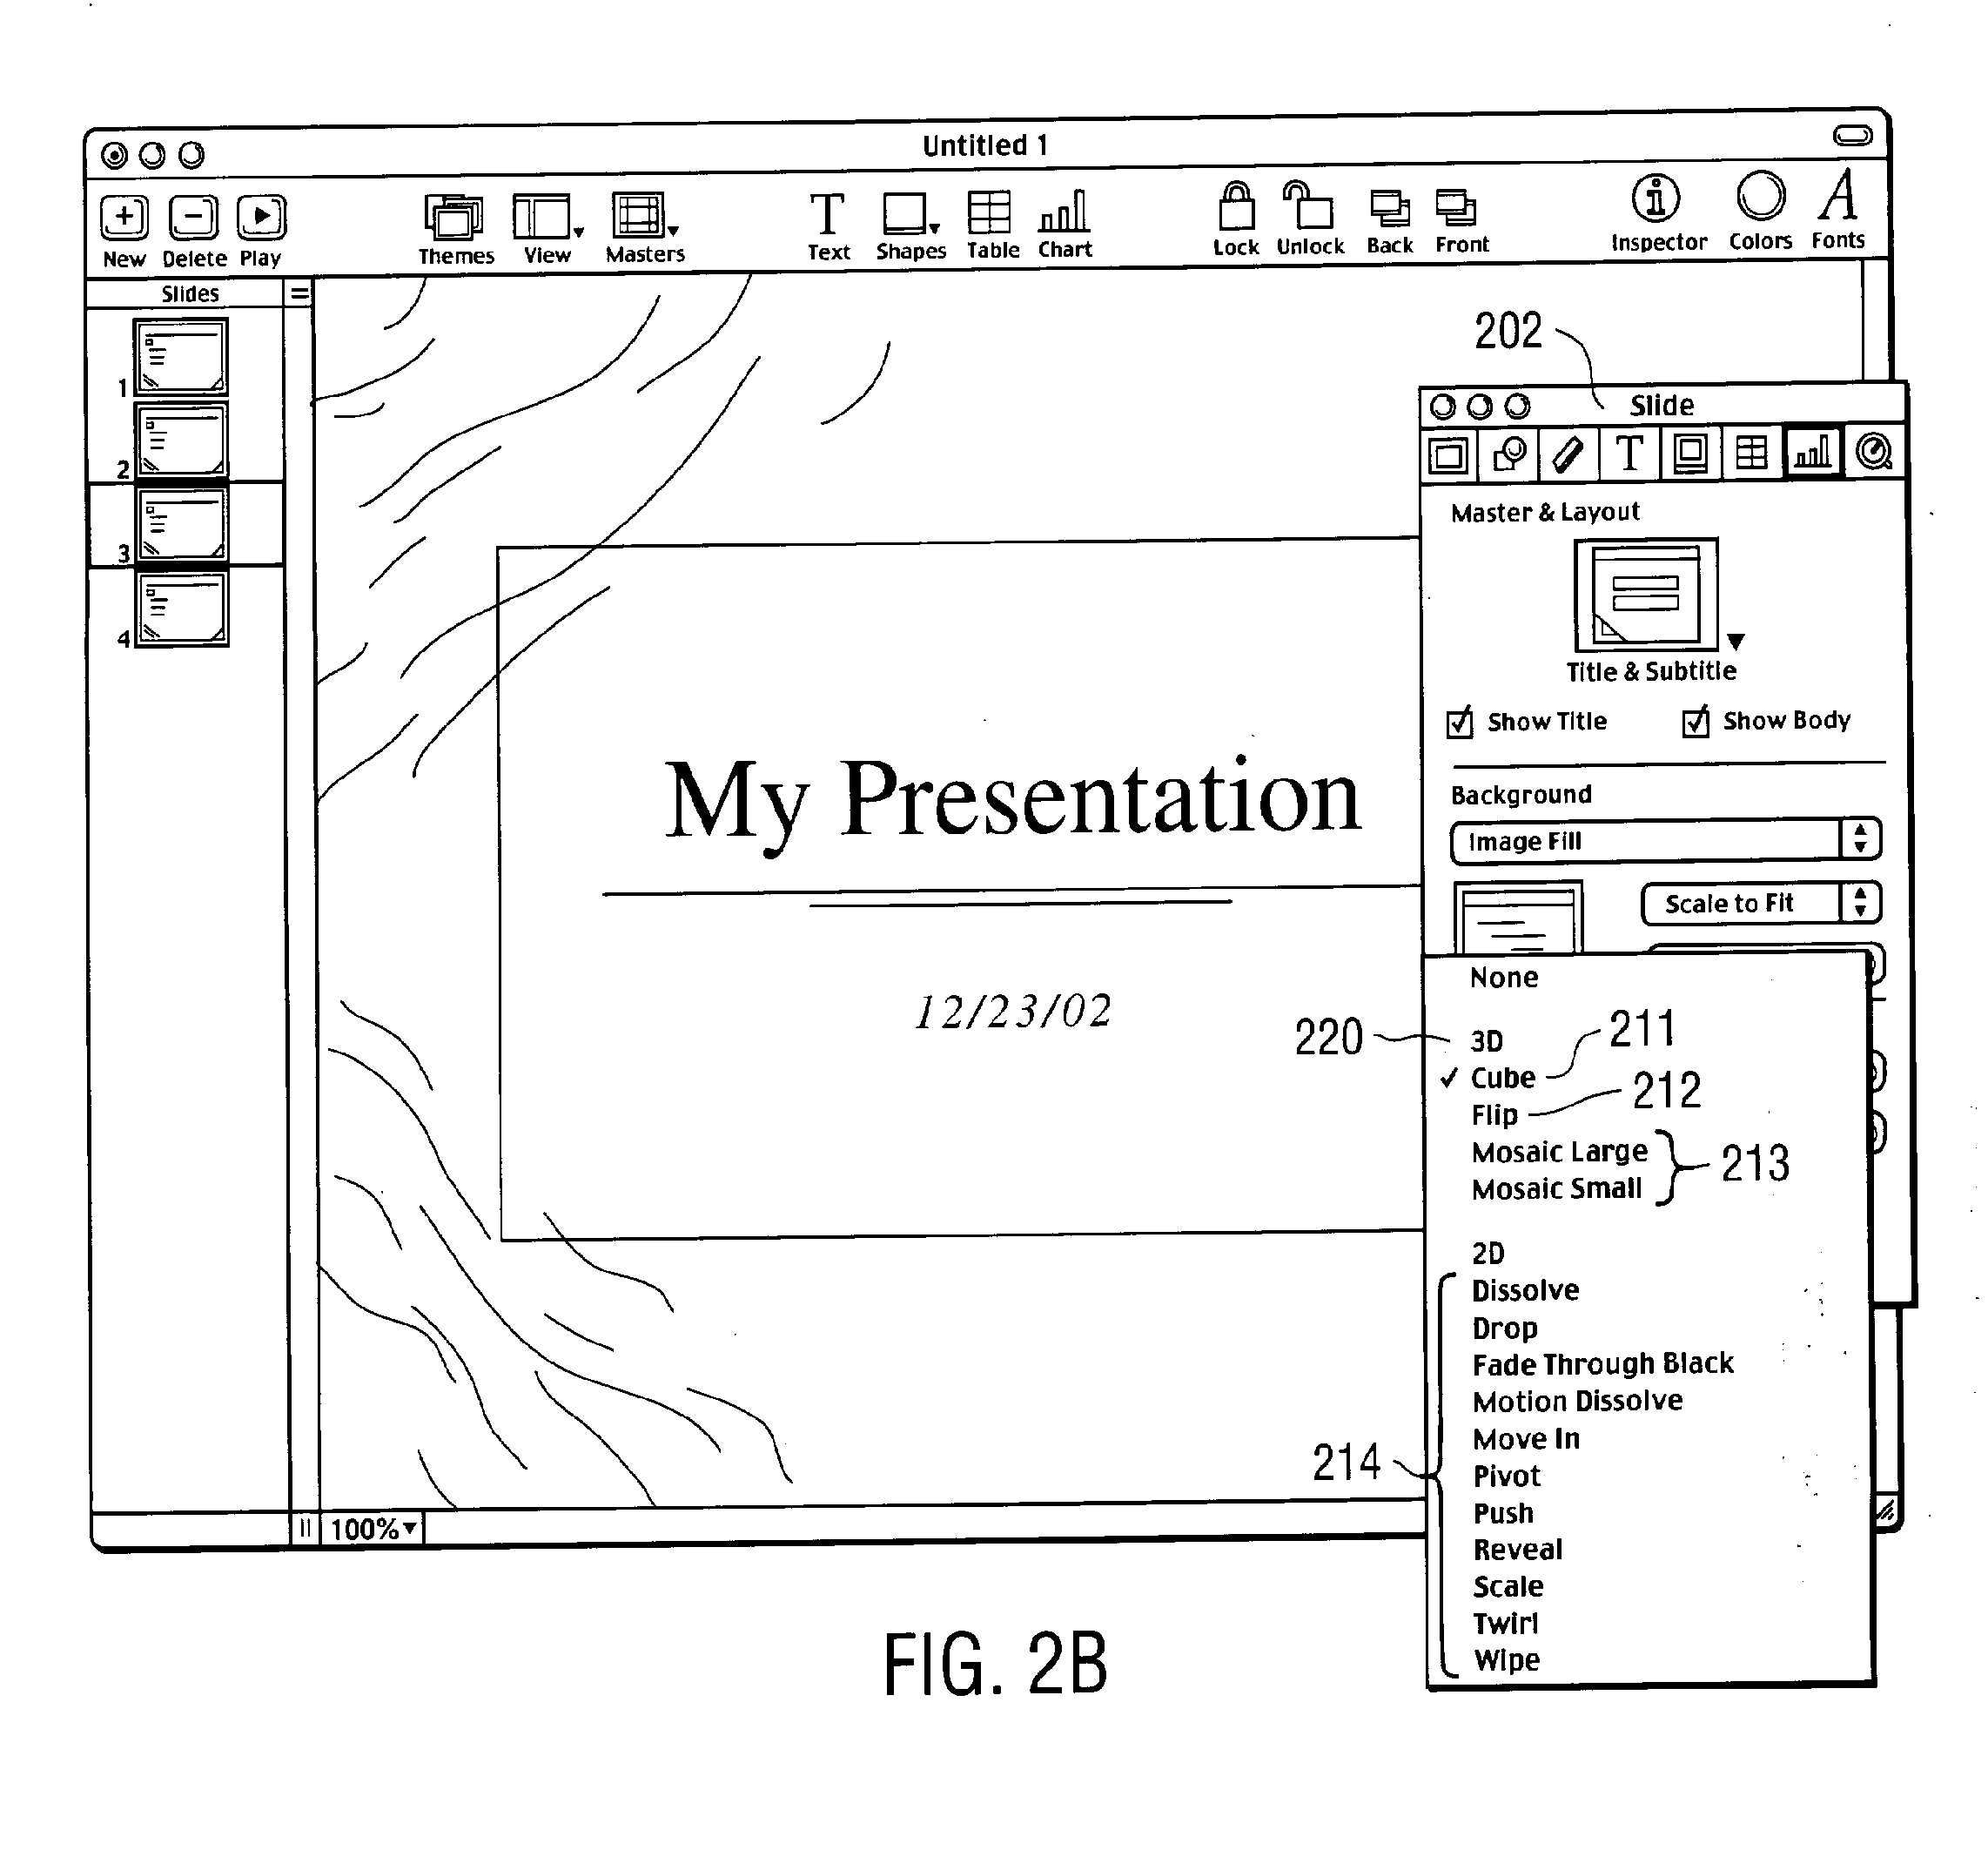 Untitled 1
New Delete Play Themes View Masters Text Shapes Table Chart Lock Unlock Back Front Inspector Colors Fonts
Slides
1
2
3
4
My Presentation
12/23/02
100%
202
Slide
Master & Layout
Title & Subtitle
Show Title Show Body
Background
Image Fill
Scale to Fit
None
220 3D
Cube 211
Flip 212
Mosaic Large
Mosaic Small
213
2D
Dissolve
Drop
Fade Through Black
Motion Dissolve
Move In
Pivot
Push
Reveal
Scale
Twirl
Wipe
214
FIG. 2B